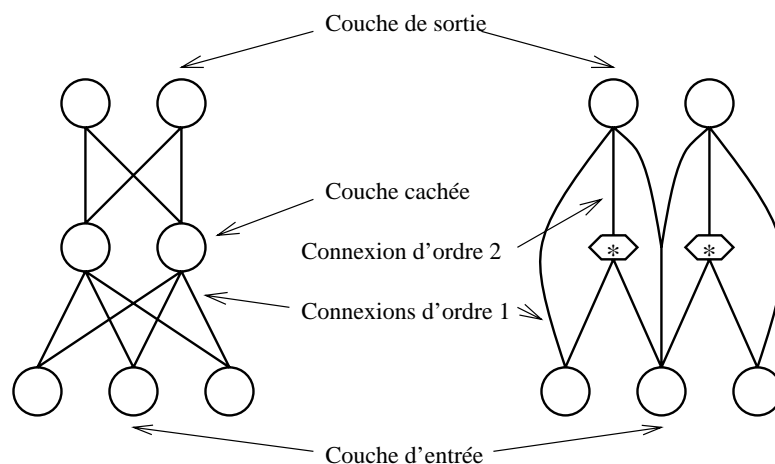 Couche de sortie
Couche cachée
*
*
Connexion d'ordre 2
Connexions d'ordre 1
Couche d'entrée